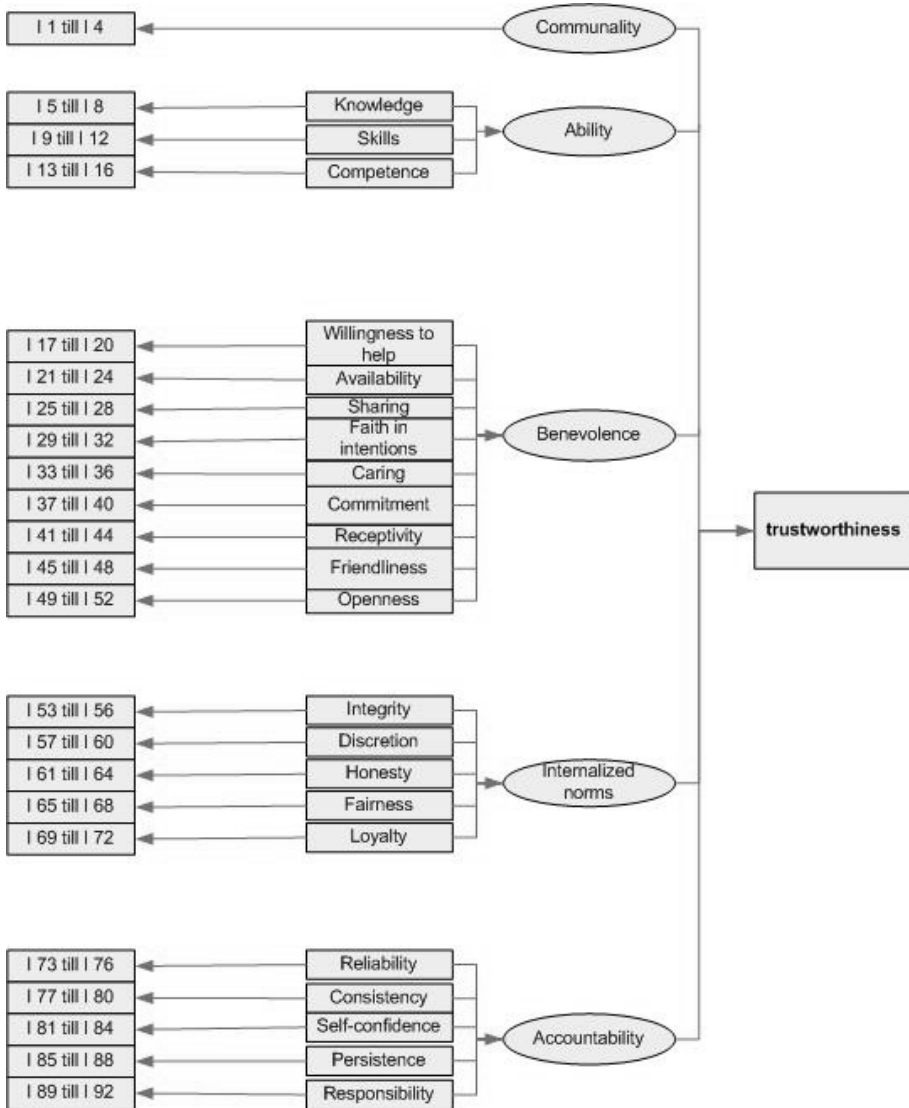 I 1 till I 4
Communality
I 5 till I 8
Knowledge
I 9 till I 12
Skills
Ability
I 13 till I 16
Competence
I 17 till I 20
Willingness to
help
I 21 till I 24
Availability
I 25 till I 28
Sharing
I 29 till I 32
Faith in
intentions
Benevolence
I 33 till I 36
Caring
I 37 till I 40
Commitment
I 41 till I 44
Receptivity
I 45 till I 48
Friendliness
I 49 till I 52
Openness
trustworthiness
I 53 till I 56
Integrity
I 57 till I 60
Discretion
I 61 till I 64
Honesty
Internalized
norms
I 65 till I 68
Fairness
I 69 till I 72
Loyalty
I 73 till I 76
Reliability
I 77 till I 80
Consistency
I 81 till I 84
Self-confidence
Accountability
I 85 till I 88
Persistence
I 89 till I 92
Responsibility